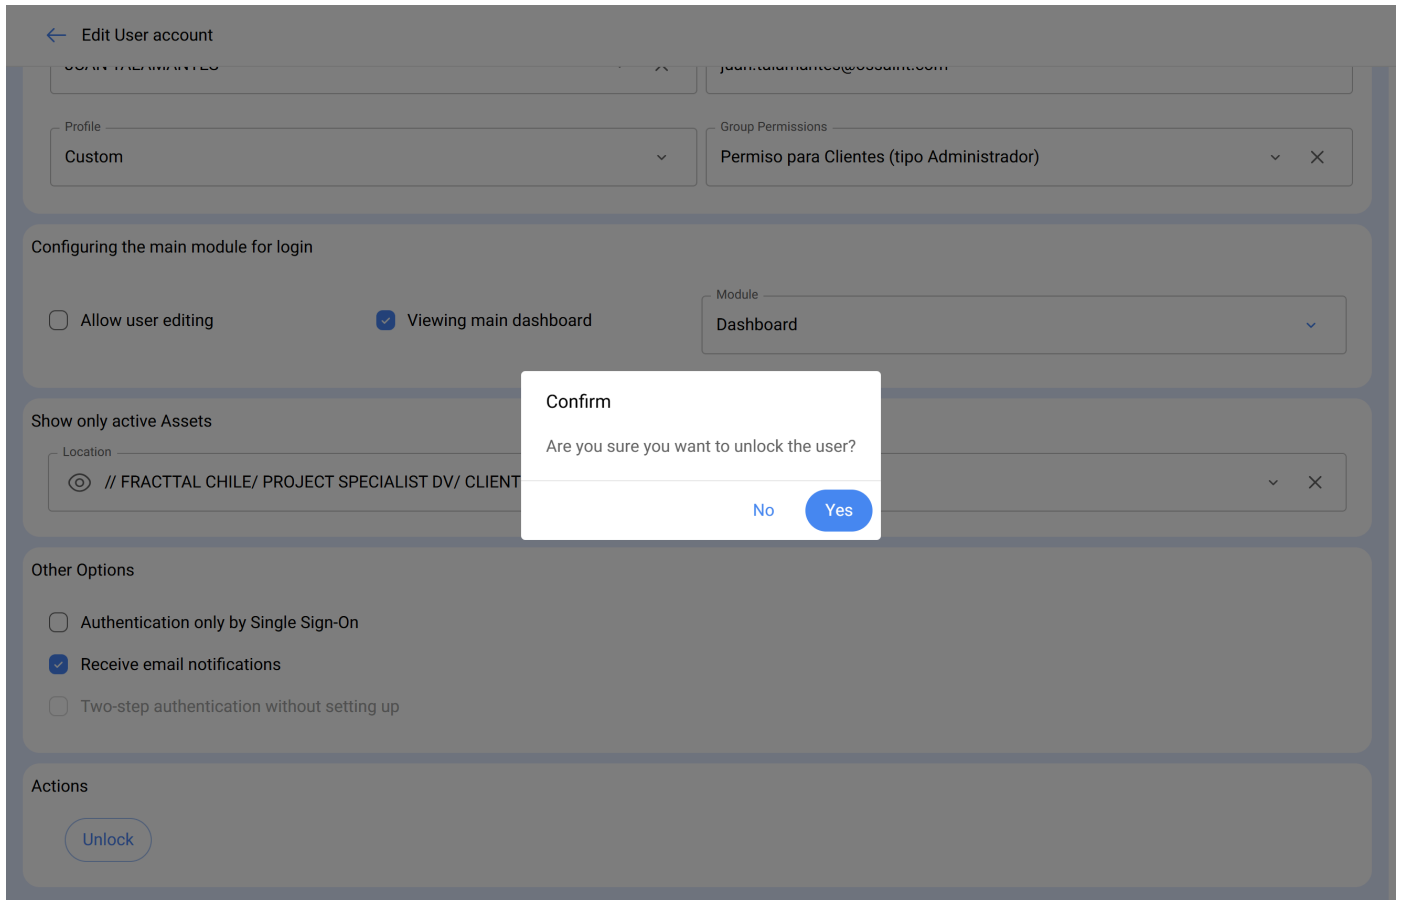 Edit User account
Profile
Custom
Group Permissions
Permiso para Clientes (tipo Administrador)
Configuring the main module for login
Allow user editing
Viewing main dashboard
Module
Dashboard
Confirm
Are you sure you want to unlock the user?
No
Yes
Show only active Assets
Location
// FRACTTAL CHILE/ PROJECT SPECIALIST DV/ CLIENT
Other Options
Authentication only by Single Sign-On
Receive email notifications
Two-step authentication without setting up
Actions
Unlock